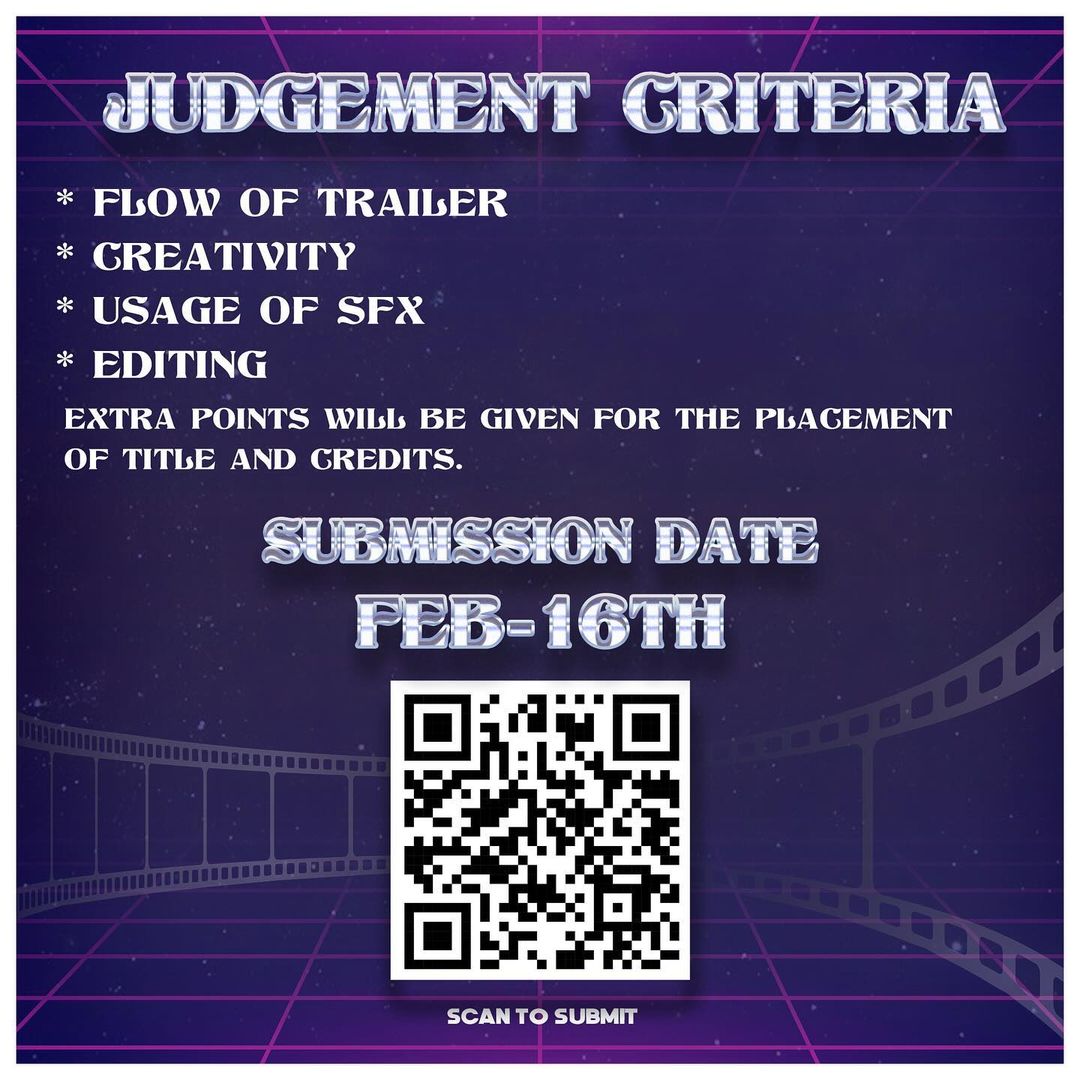 JUDGEMENT CRITERIA
* FLOW OF TRAILER
* CREATIVITY
* USAGE OF SFX
* EDITING
EXTRA POINTS WILL BE GIVEN FOR THE PLACEMENT
OF TITLE AND CREDITS.
SUBMISSION DATE
FEB-16TH
SCAN TO SUBMIT